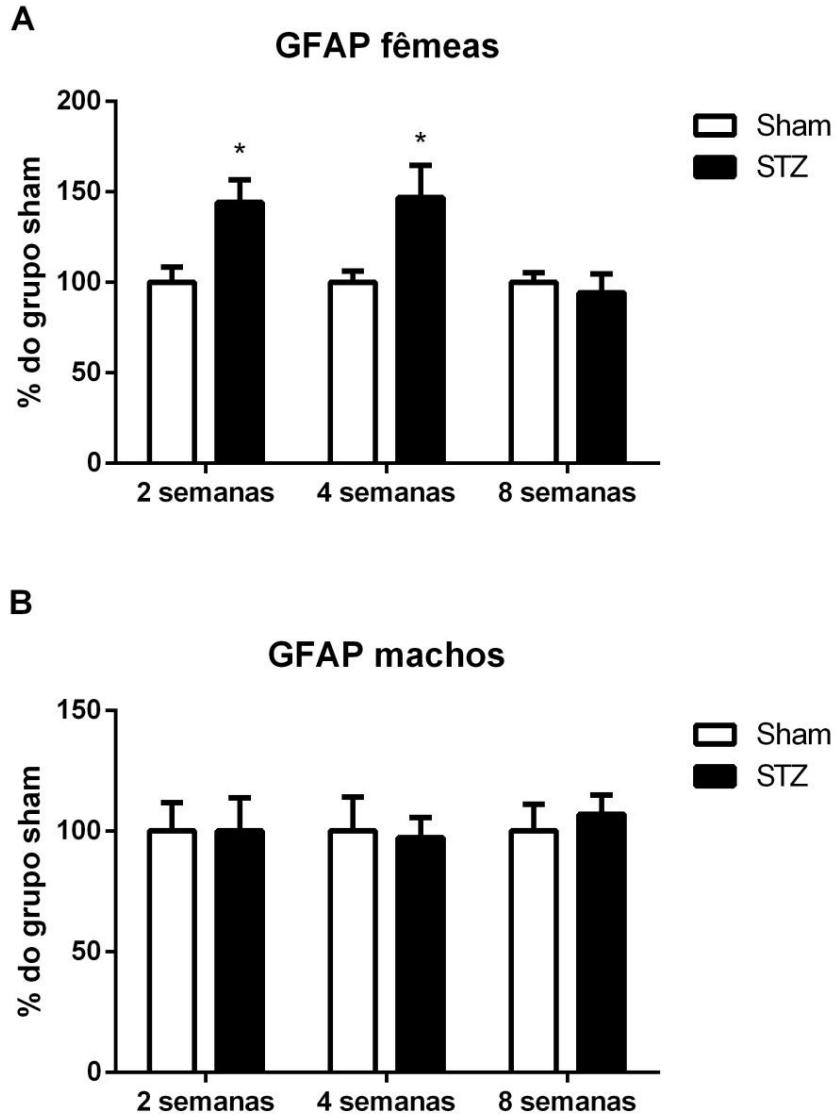 A
GFAP fêmeas
% do grupo sham
200
150
100
50
0
*
*
2 semanas
4 semanas
8 semanas
Sham
STZ
B
GFAP machos
% do grupo sham
150
100
50
0
2 semanas
4 semanas
8 semanas
Sham
STZ